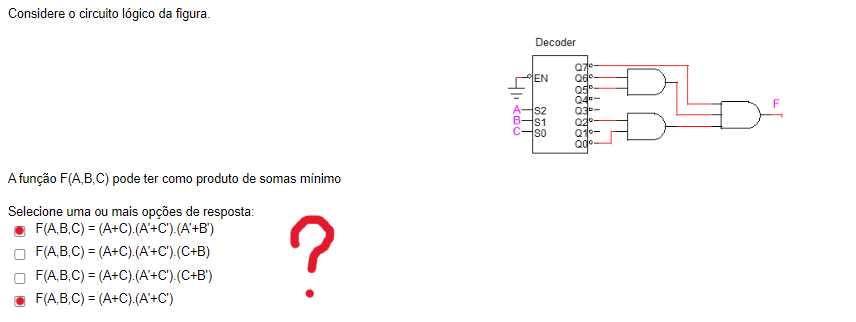 Considere o circuito lógico da figura.
Decoder
EN
Q7
Q6
Q5
Q4
Q3
Q2
Q1
Q0
A S2
B S1
C S0
F
A função F(A,B,C) pode ter como produto de somas mínimo
Selecione uma ou mais opções de resposta:
F(A,B,C) = (A+C).(A'+C').(A'+B')
F(A,B,C) = (A+C).(A'+C').(C+B)
F(A,B,C) = (A+C).(A'+C').(C+B')
F(A,B,C) = (A+C).(A'+C')
?